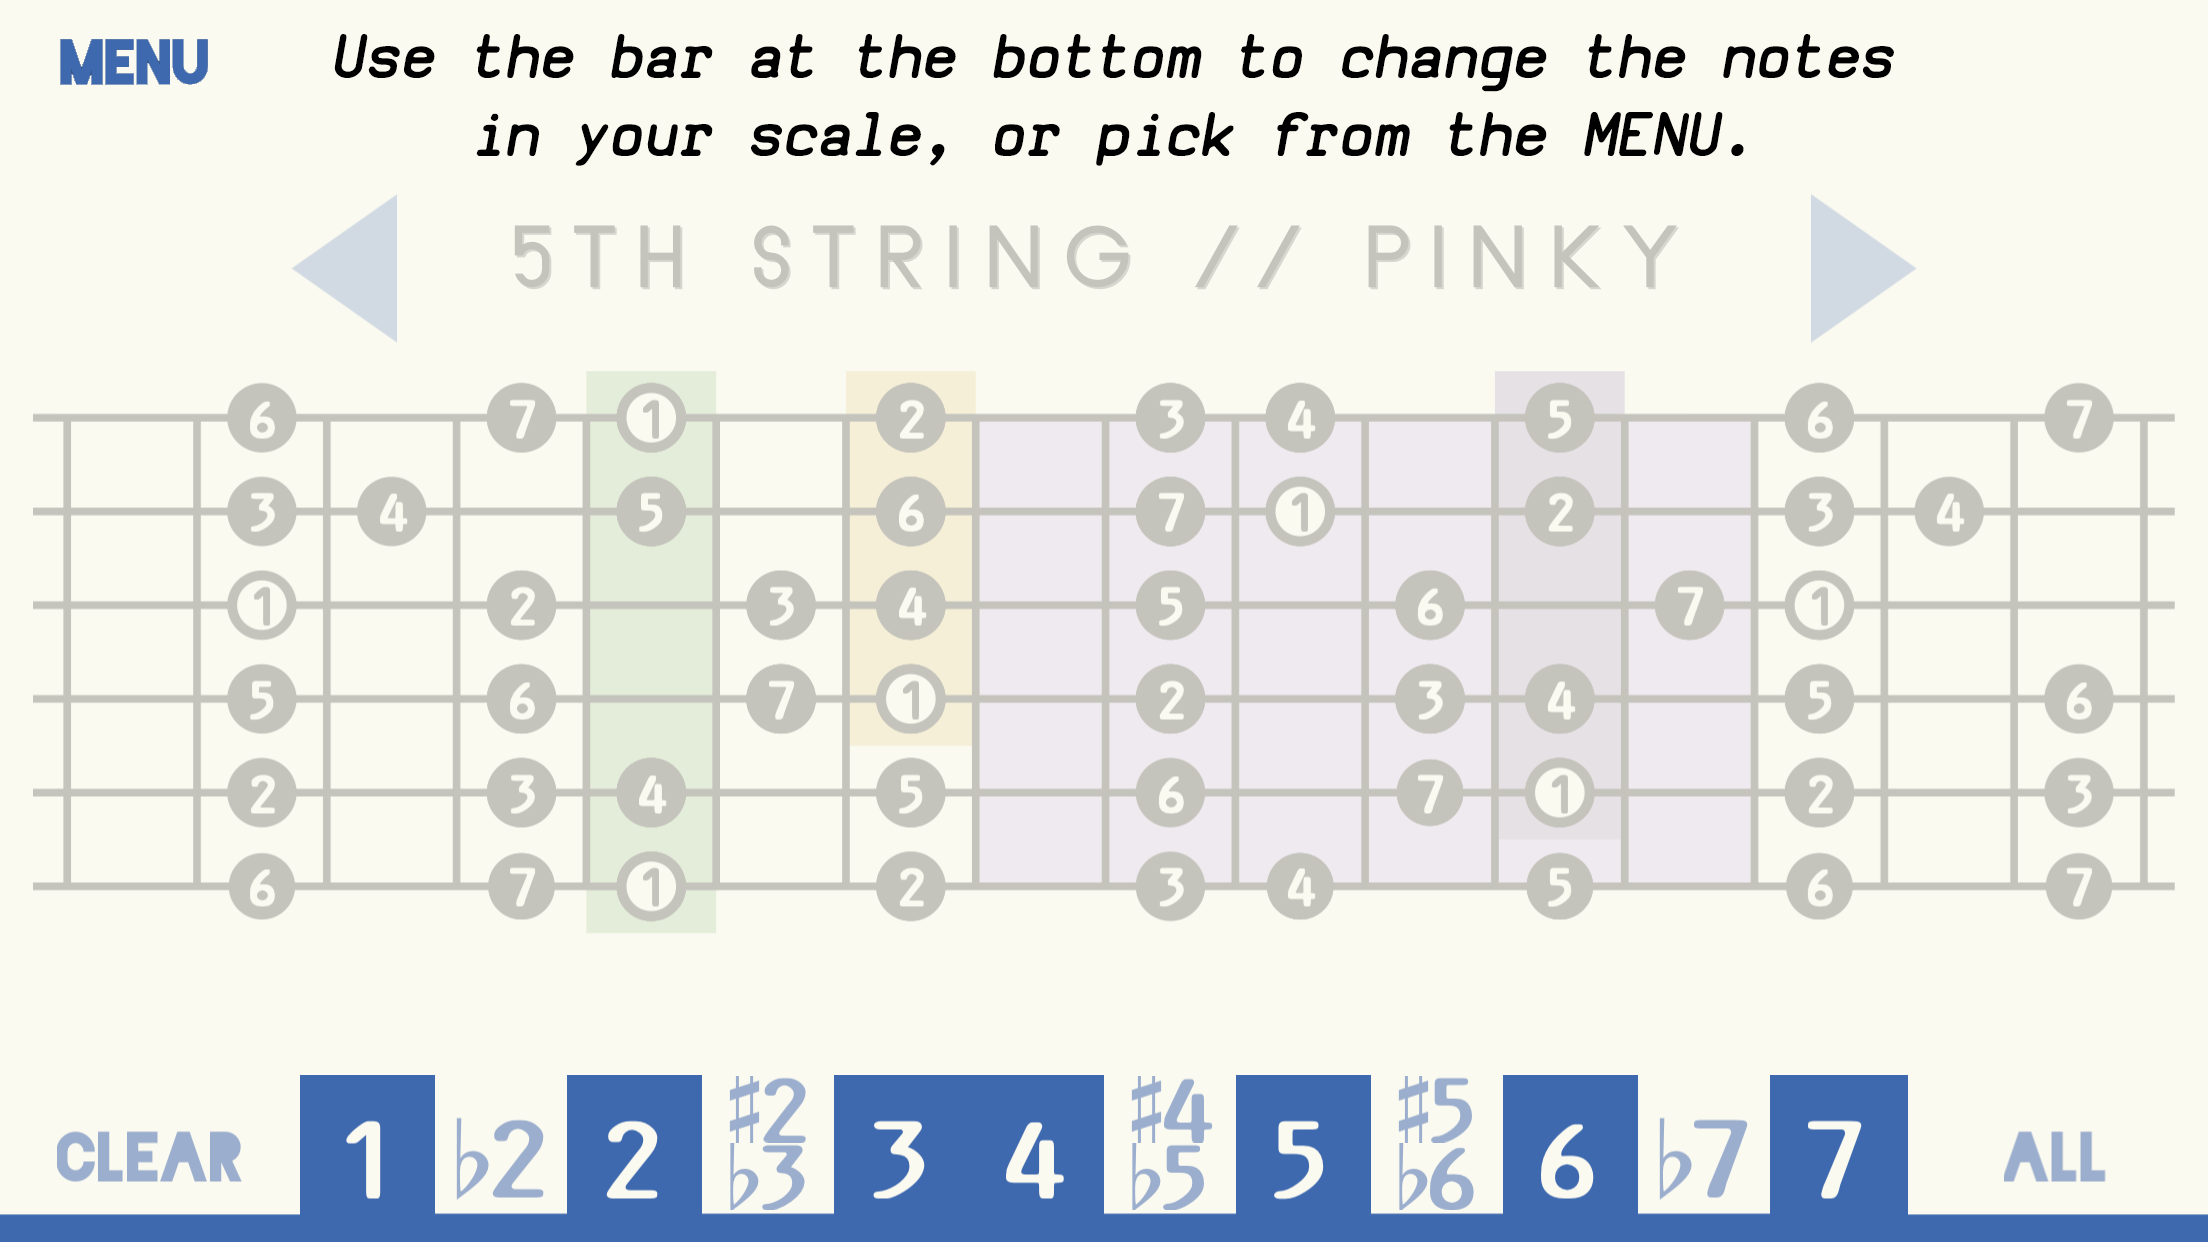 MENU
Use the bar at the bottom to change the notes
in your scale, or pick from the MENU.
5TH STRING // PINKY
6 7 1 2 3 4 5 6 7
3 4 5 6 7 1 2 3 4
1 2 3 4 5 6 7 1
5 6 7 1 2 3 4 5 6
2 3 4 5 6 7 1 2 3
6 7 1 2 3 4 5 6 7
CLEAR 1 ♭2 2 ♯2 ♭3 3 4 ♯4 ♭5 5 ♯5 ♭6 6 ♭7 7 ALL